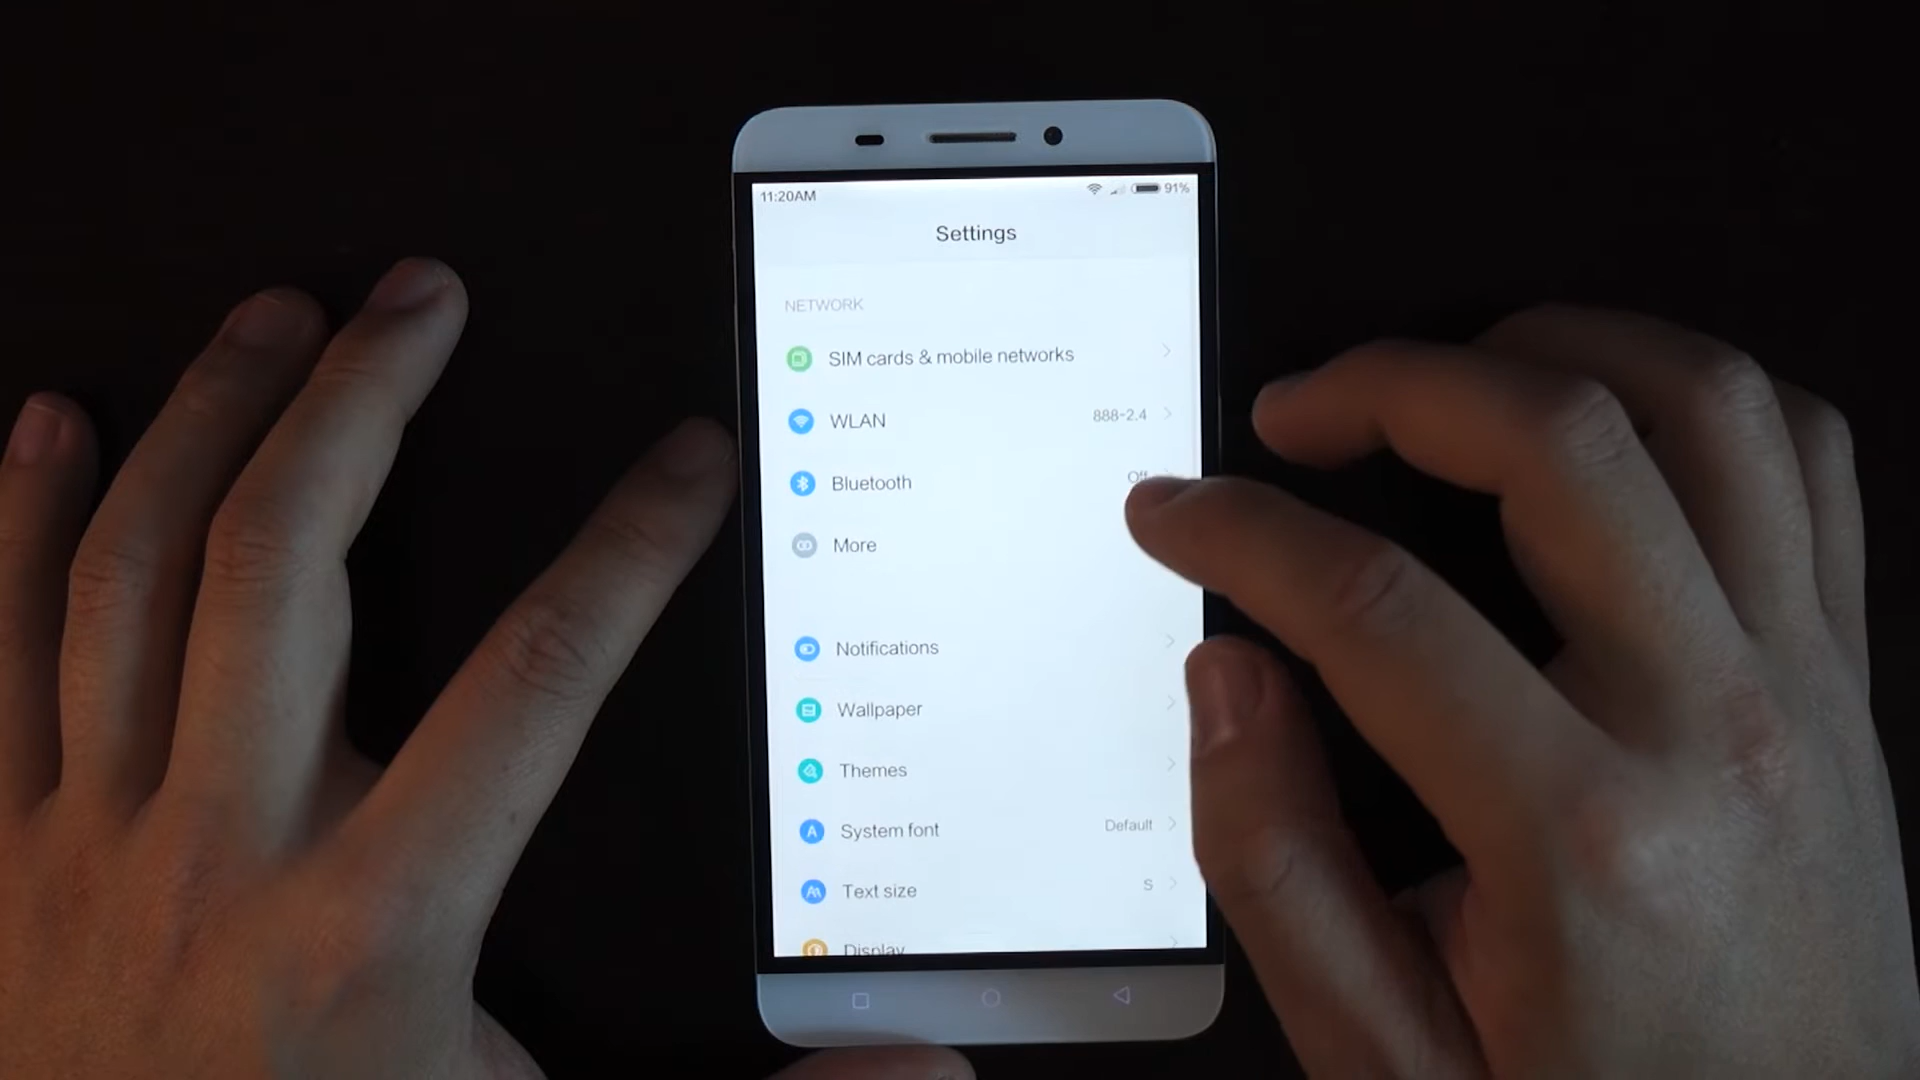 11:20AM 91%
Settings
NETWORK
SIM cards & mobile networks
WLAN 888-2.4
Bluetooth Off
More
Notifications
Wallpaper
Themes
System font Default
Text size S
Display